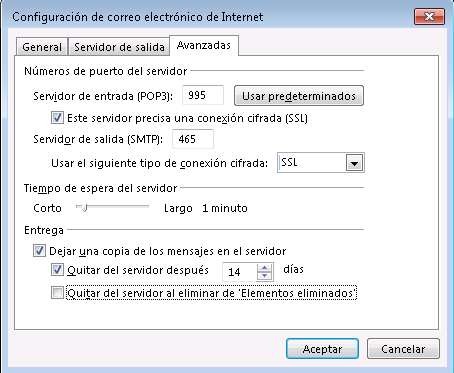 Configuración de correo electrónico de Internet
General Servidor de salida Avanzadas
Números de puerto del servidor
Servidor de entrada (POP3): 995 Usar predeterminados
Este servidor precisa una conexión cifrada (SSL)
Servidor de salida (SMTP): 465
Usar el siguiente tipo de conexión cifrada: SSL
Tiempo de espera del servidor
Corto Largo 1 minuto
Entrega
Dejar una copia de los mensajes en el servidor
Quitar del servidor después 14 días
Quitar del servidor al eliminar de 'Elementos eliminados'
Aceptar Cancelar